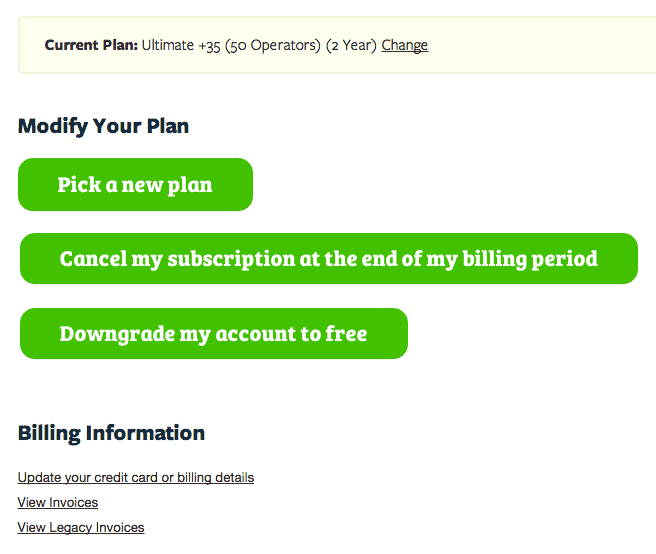 Current Plan: Ultimate +35 (50 Operators) (2 Year) Change
Modify Your Plan
Pick a new plan
Cancel my subscription at the end of my billing period
Downgrade my account to free
Billing Information
Update your credit card or billing details
View Invoices
View Legacy Invoices